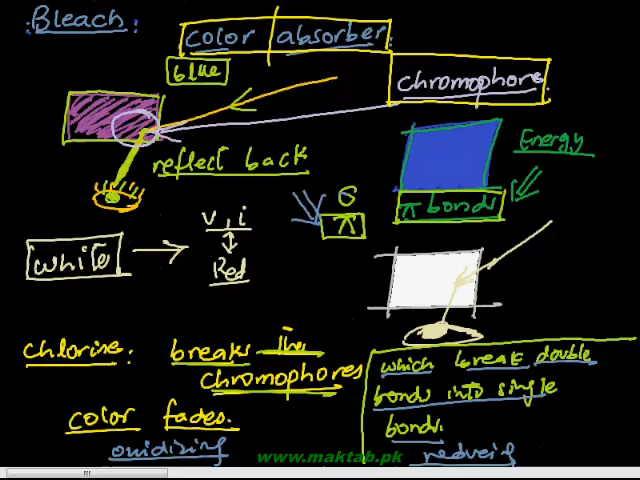 Bleach:
color absorber
blue
chromophore
Energy
reflect back
π bonds
6
π
v, i
white
Red
Chlorine: breaks the
chromophores
color fades.
oxidizing
which break double
bonds into single
bonds.
reducing
www.maktab.pk